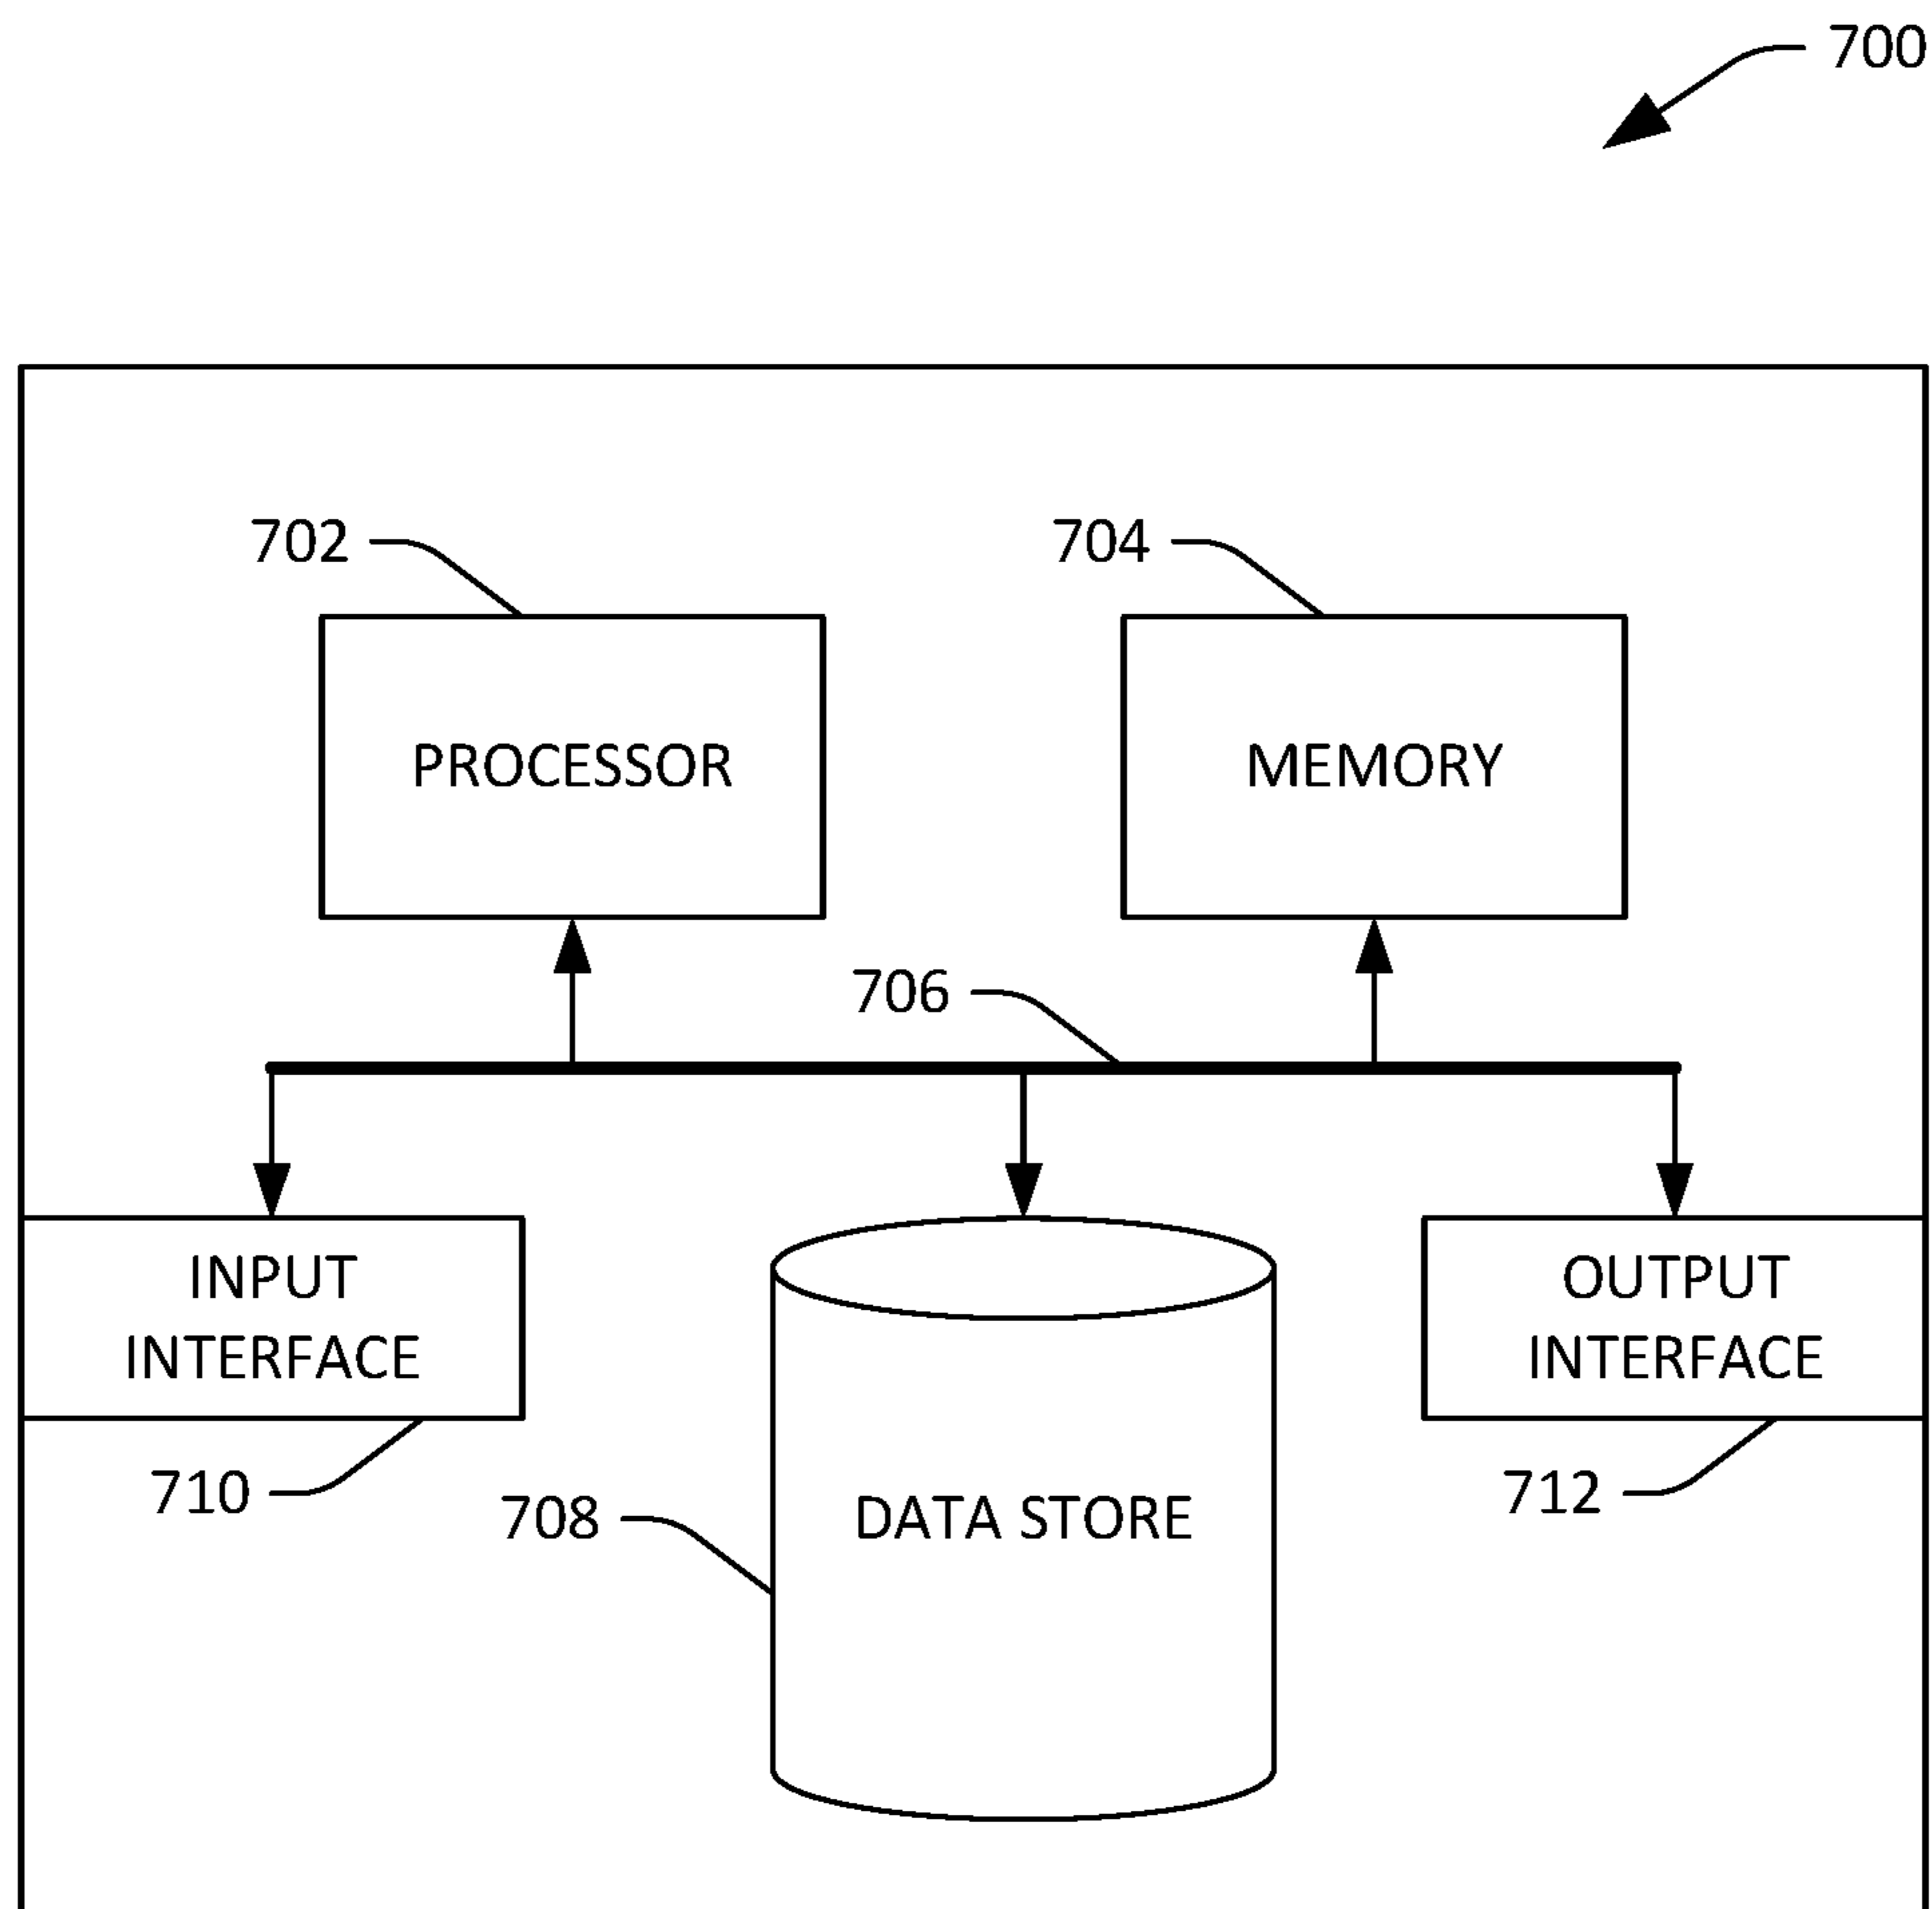 700
702
704
PROCESSOR
MEMORY
706
INPUT
INTERFACE
OUTPUT
INTERFACE
710
708
DATA STORE
712